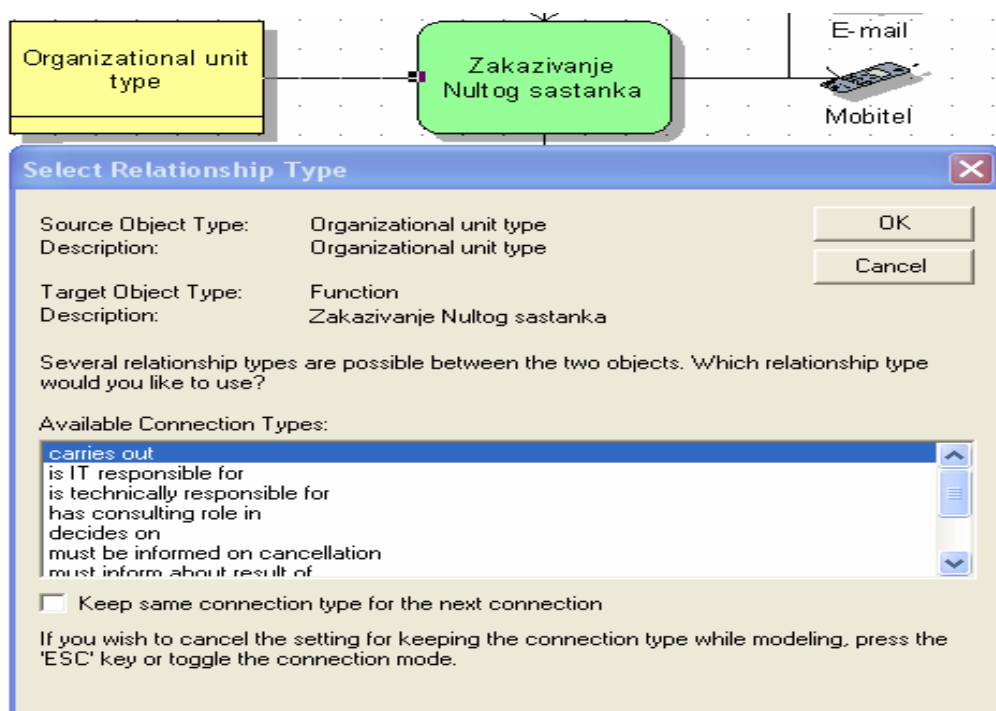 Organizational unit
type
Zakazivanje
Nultog sastanka
E-mail
Mobitel
Select Relationship Type
Source Object Type: Organizational unit type
Description: Organizational unit type
OK
Cancel
Target Object Type: Function
Description: Zakazivanje Nultog sastanka
Several relationship types are possible between the two objects. Which relationship type
would you like to use?
Available Connection Types:
carries out
is IT responsible for
is technically responsible for
has consulting role in
decides on
must be informed on cancellation
must inform about result of
Keep same connection type for the next connection
If you wish to cancel the setting for keeping the connection type while modeling, press the
'ESC' key or toggle the connection mode.